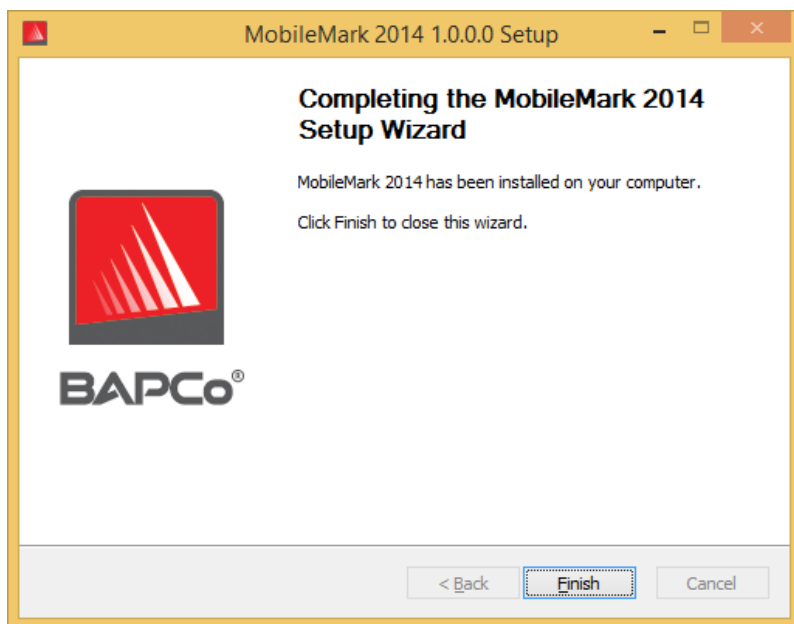 MobileMark 2014 1.0.0.0 Setup
Completing the MobileMark 2014
Setup Wizard
MobileMark 2014 has been installed on your computer.
Click Finish to close this wizard.
BAPCo®
< Back
Finish
Cancel